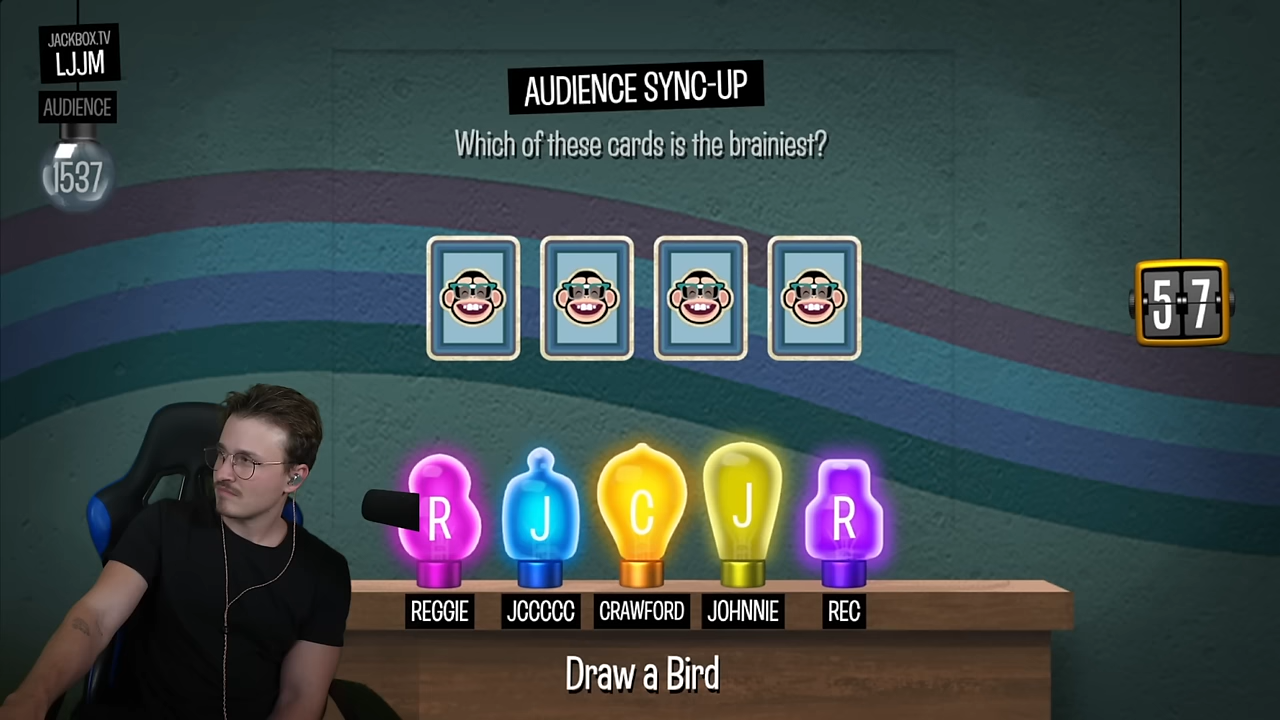 JACKBOX.TV
LJJM
AUDIENCE
1537
AUDIENCE SYNC-UP
Which of these cards is the brainiest?
57
R
J
C
J
R
REGGIE
JCCCCC
CRAWFORD
JOHNNIE
REC
Draw a Bird